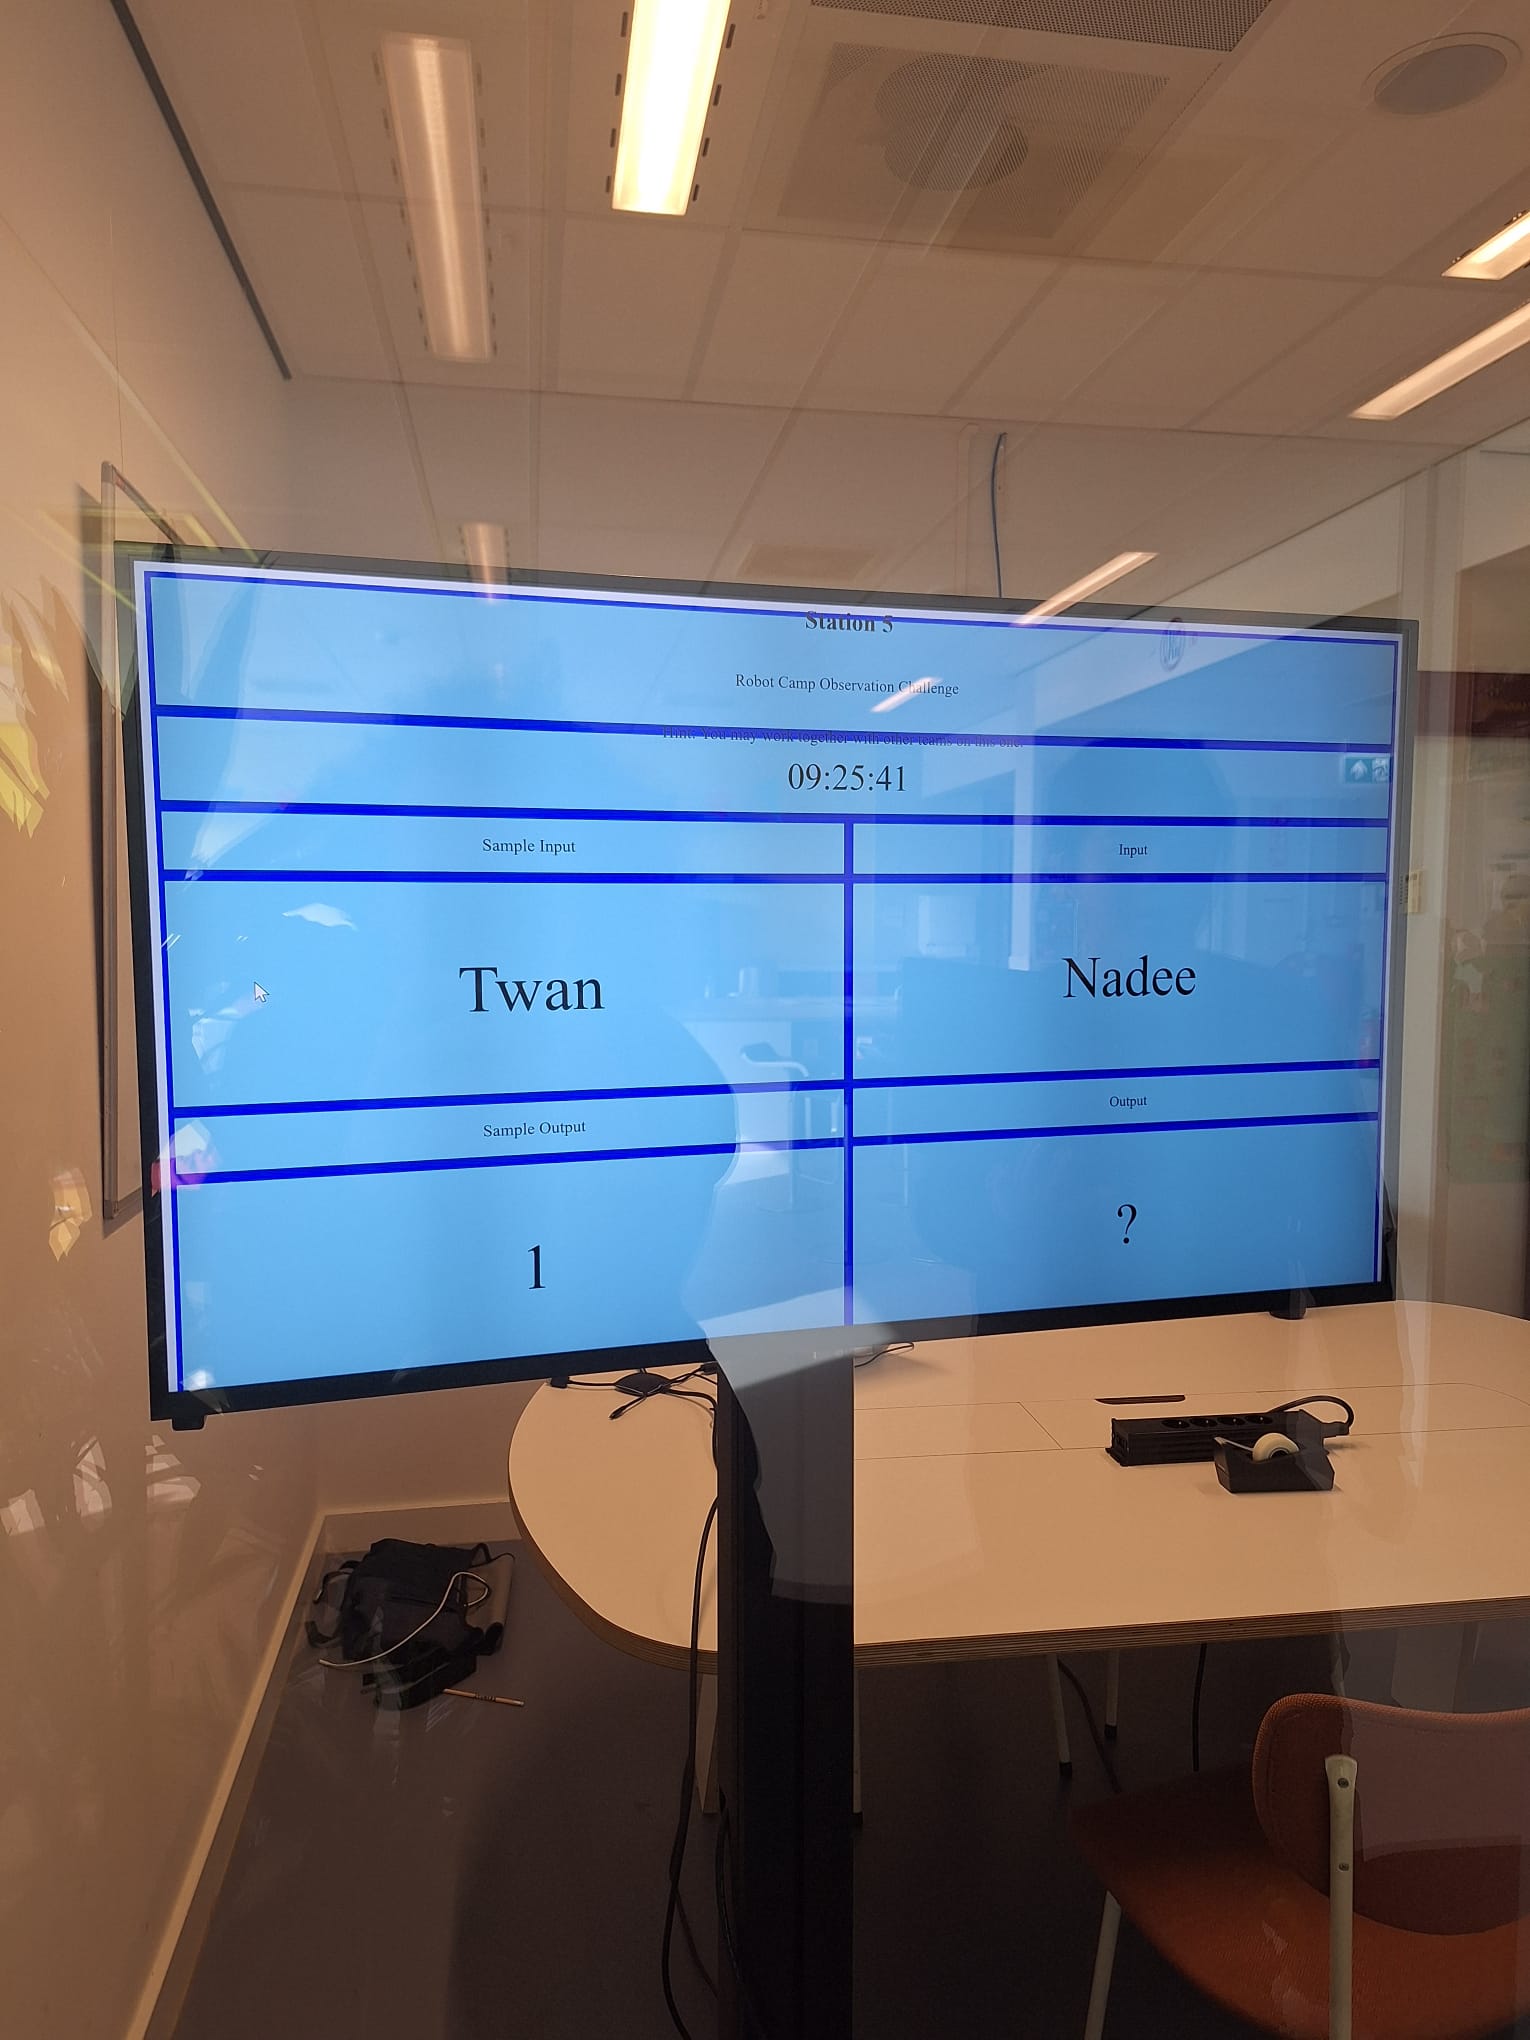 Station 5
Robot Camp Observation Challenge
Hint: You may work together with other teams on this one.
09:25:41
Sample Input
Input
Twan
Nadee
Sample Output
Output
1
?